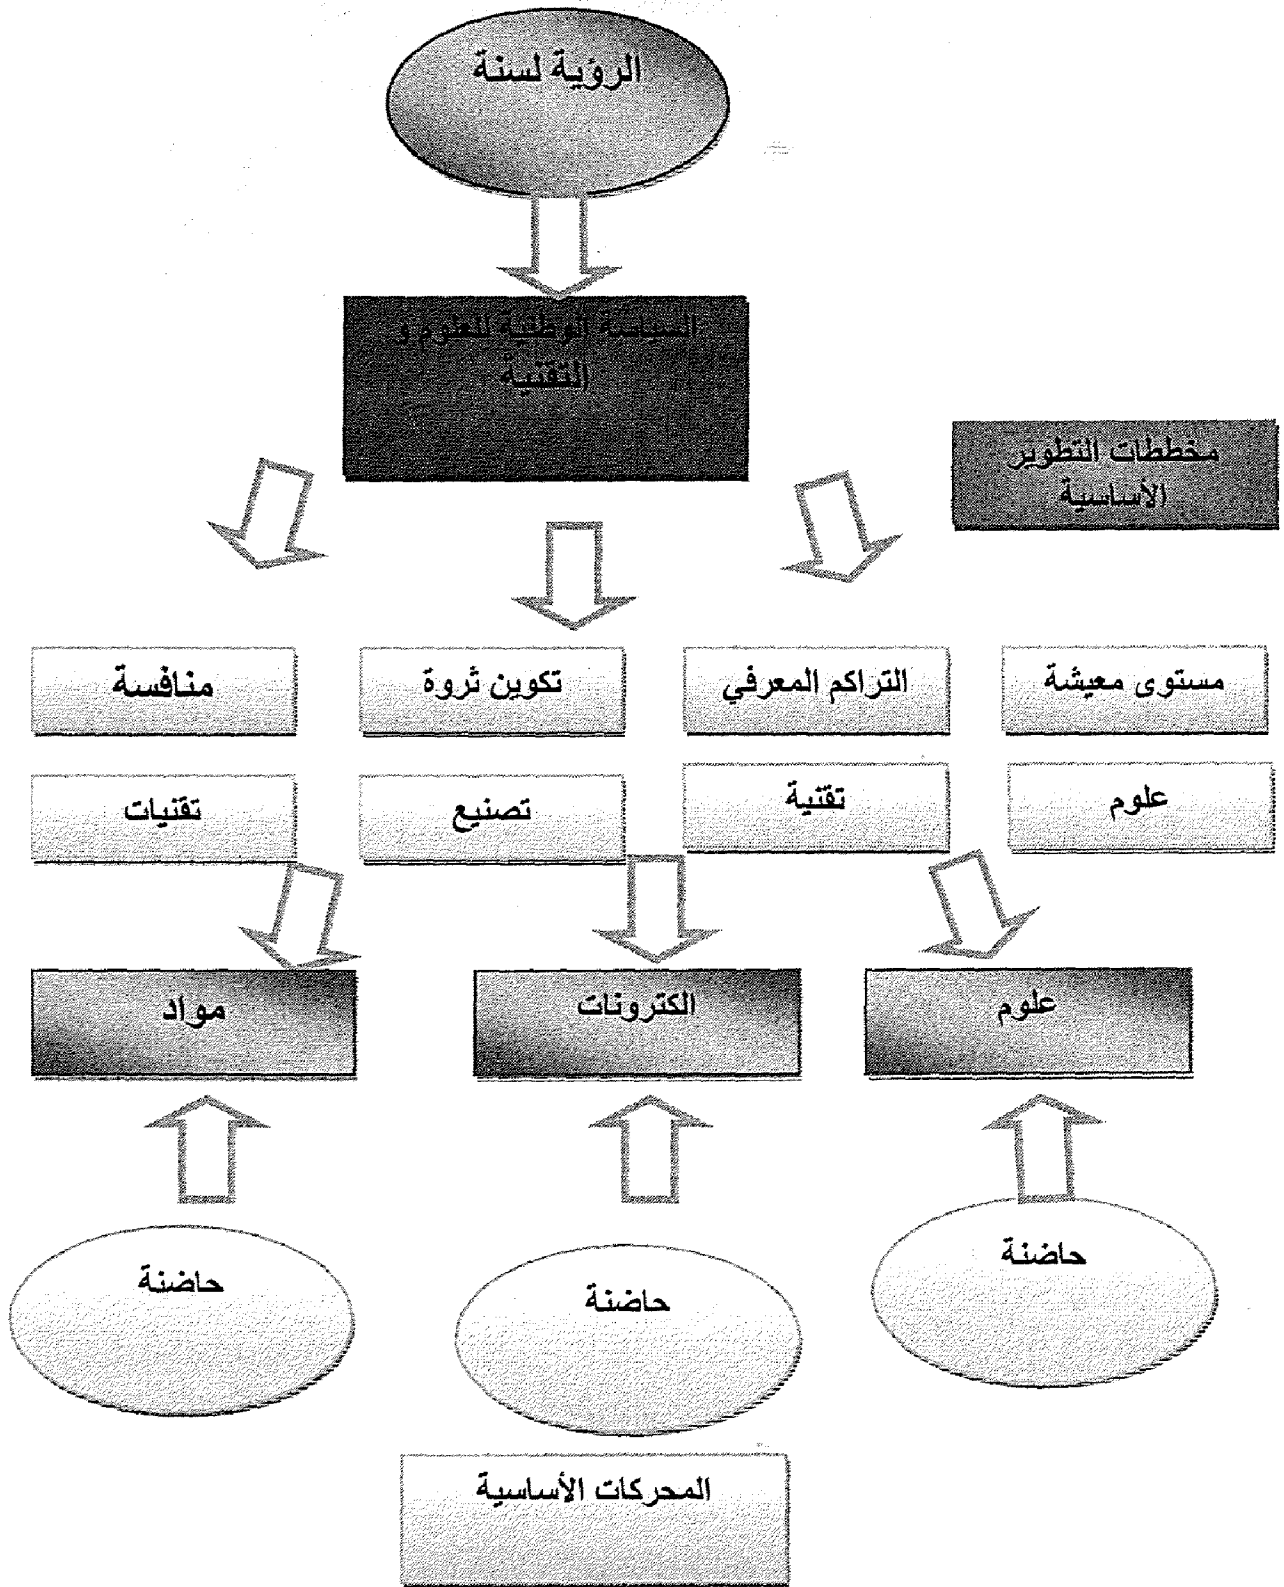 الرؤية لسنة
السياسة الوطنية للعلوم و
التقنية
مخططات التطوير
الأساسية
مستوى معيشة
التراكم المعرفي
تكوين ثروة
منافسة
علوم
تقنية
تصنيع
تقنيات
علوم
الكترونات
مواد
حاضنة
حاضنة
حاضنة
المحركات الأساسية